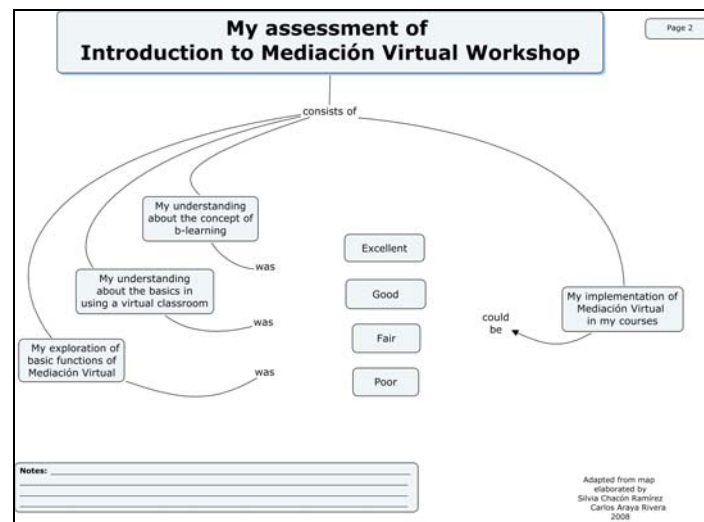 My assessment of
Introduction to Mediación Virtual Workshop
Page 2
consists of
My understanding
about the concept of
b-learning
was
Excellent
My understanding
about the basics in
using a virtual classroom
was
Good
My implementation of
Mediación Virtual
in my courses
could
be
Fair
My exploration of
basic functions of
Mediación Virtual
was
Poor
Notes:
Adapted from map
elaborated by
Silvia Chacón Ramírez
Carlos Araya Rivera
2008